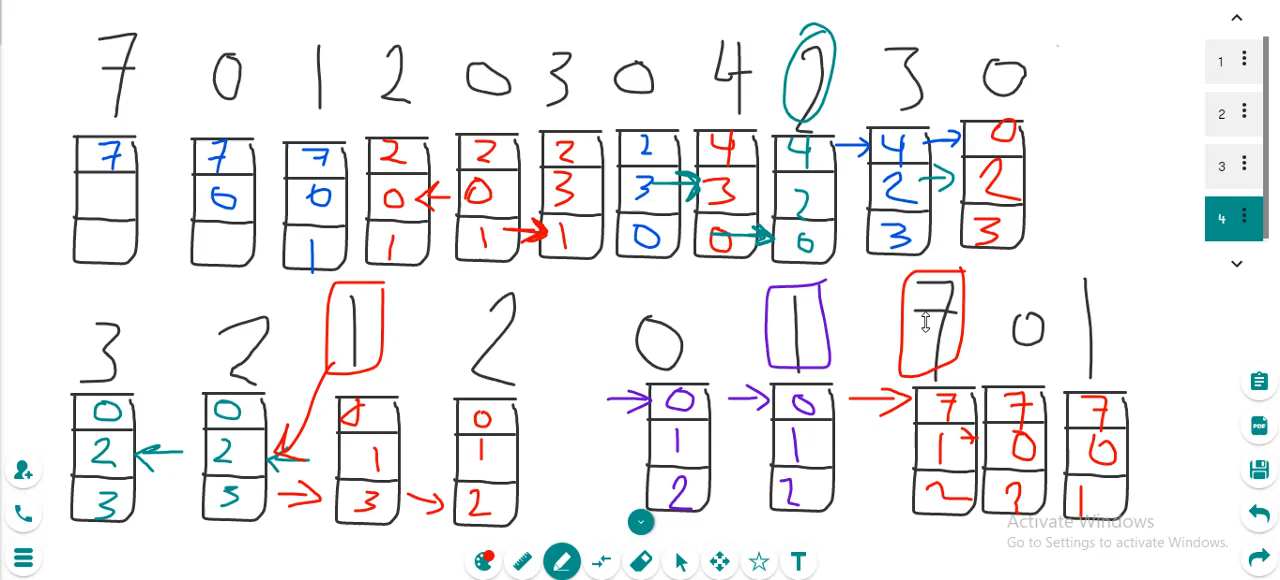 7 0 1 2 0 3 0 4 2 3 0
7 7 7 2 2 2 2 4 4 4 0
0 0 0 0 3 3 3 2 2 2
1 1 1 1 0 0 0 3 3
3 2 1 2 0 1 7 0 1
0 0 0 0 0 0 7 7 7
2 2 1 1 1 1 1 0 0
3 3 2 2 2 2 1
1
2
3
4
PDF
T
Activate Windows
Go to Settings to activate Windows.